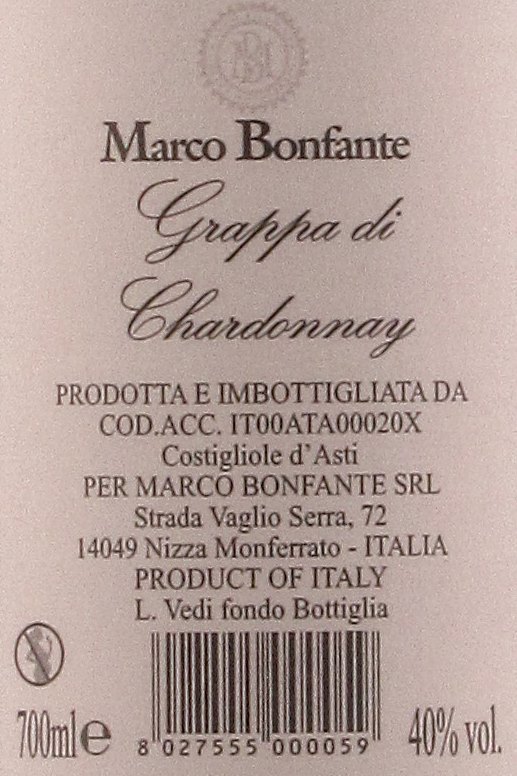 MB
Marco Bonfante
Grappa di
Chardonnay
PRODOTTA E IMBOTTIGLIATA DA
COD.ACC. IT00ATA00020X
Costigliole d'Asti
PER MARCO BONFANTE SRL
Strada Vaglio Serra, 72
14049 Nizza Monferrato - ITALIA
PRODUCT OF ITALY
L. Vedi fondo Bottiglia
700ml e
8 027555 000059
40% vol.